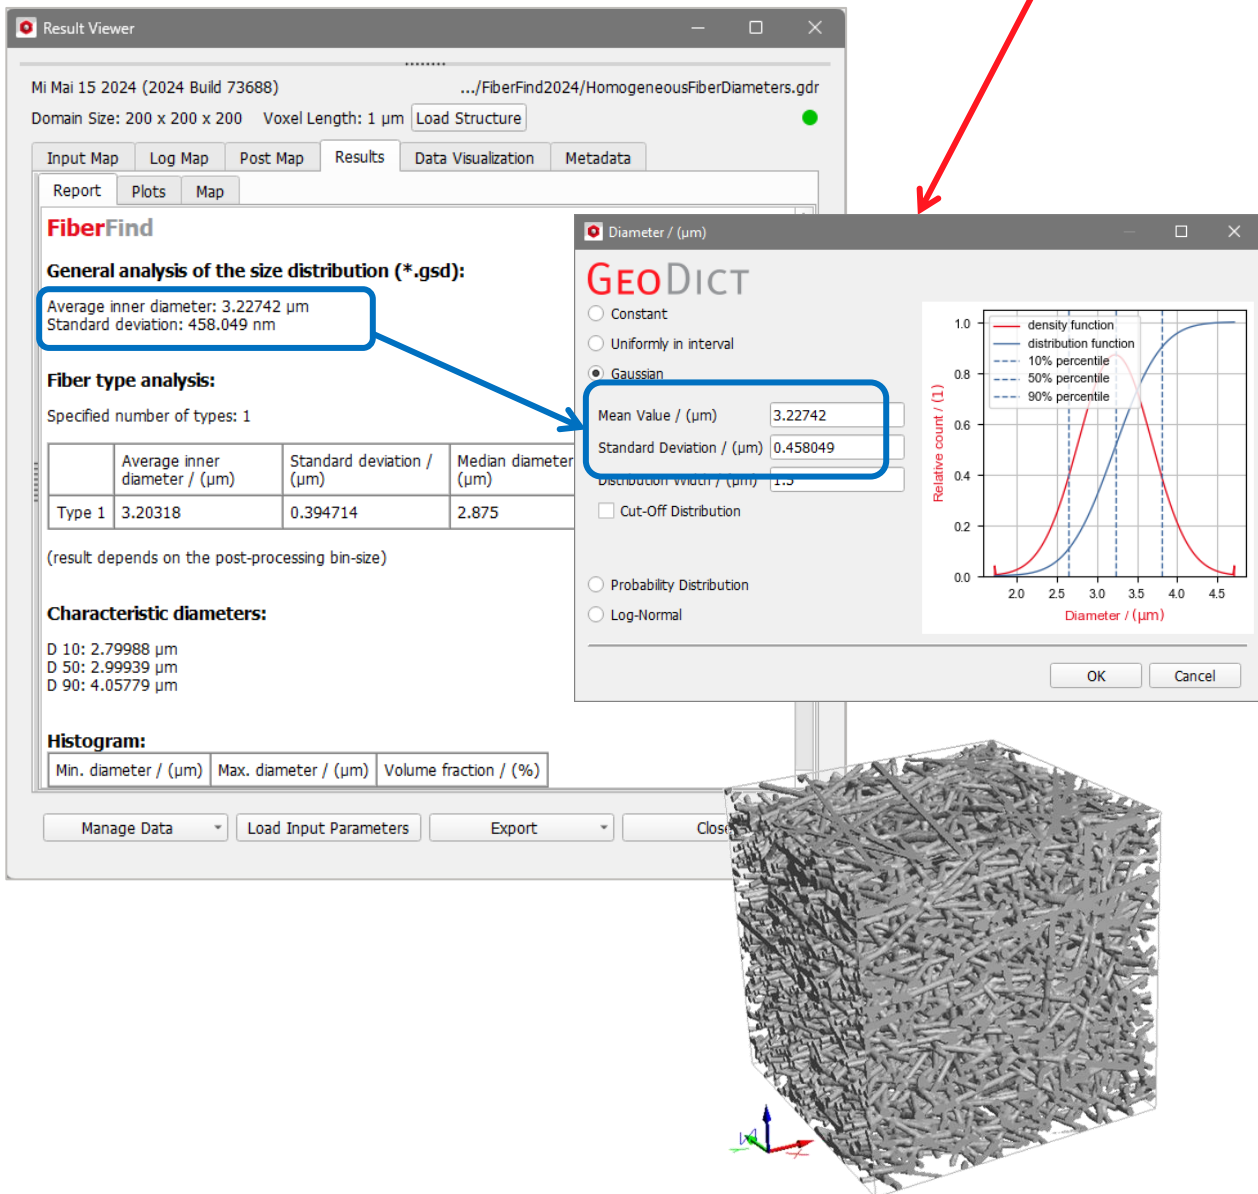 Result Viewer
Mi Mai 15 2024 (2024 Build 73688)
.../FiberFind2024/HomogeneousFiberDiameters.gdr
Domain Size: 200 x 200 x 200 Voxel Length: 1 µm Load Structure
Input Map Log Map Post Map Results Data Visualization Metadata
Report Plots Map
FiberFind
General analysis of the size distribution (*.gsd):
Average inner diameter: 3.22742 µm
Standard deviation: 458.049 nm
Fiber type analysis:
Specified number of types: 1
Average inner diameter / (µm) Standard deviation / (µm) Median diameter (µm)
Type 1 3.20318 0.394714 2.875
(result depends on the post-processing bin-size)
Characteristic diameters:
D 10: 2.79988 µm
D 50: 2.99939 µm
D 90: 4.05779 µm
Histogram:
Min. diameter / (µm) Max. diameter / (µm) Volume fraction / (%)
Manage Data Load Input Parameters Export Close
Diameter / (µm)
GEODICT
Constant
Uniformly in interval
Gaussian
Mean Value / (µm) 3.22742
Standard Deviation / (µm) 0.458049
Distribution Width / (µm) 1.5
Cut-Off Distribution
Probability Distribution
Log-Normal
density function
distribution function
10% percentile
50% percentile
90% percentile
Relative count / (1)
1.0
0.8
0.6
0.4
0.2
0.0
2.0 2.5 3.0 3.5 4.0 4.5
Diameter / (µm)
OK Cancel